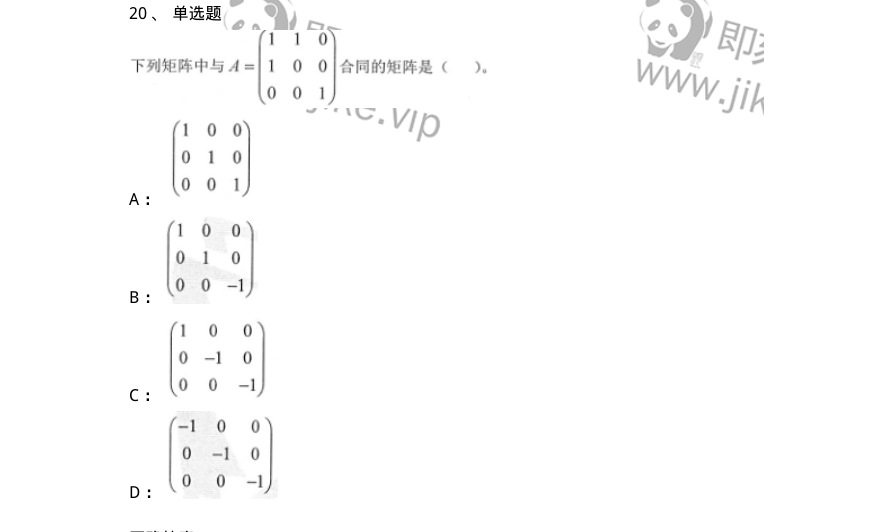 20 、 单选题
即
下列矩阵中与 A = (1 1 0
1 0 0
0 0 1) 合同的矩阵是（ ）。
www.jik
jike.vip
(1 0 0
0 1 0
0 0 1)
A：
(1 0 0
0 1 0
0 0 −1)
B：
(1 0 0
0 −1 0
0 0 −1)
C：
(−1 0 0
0 −1 0
0 0 −1)
D：